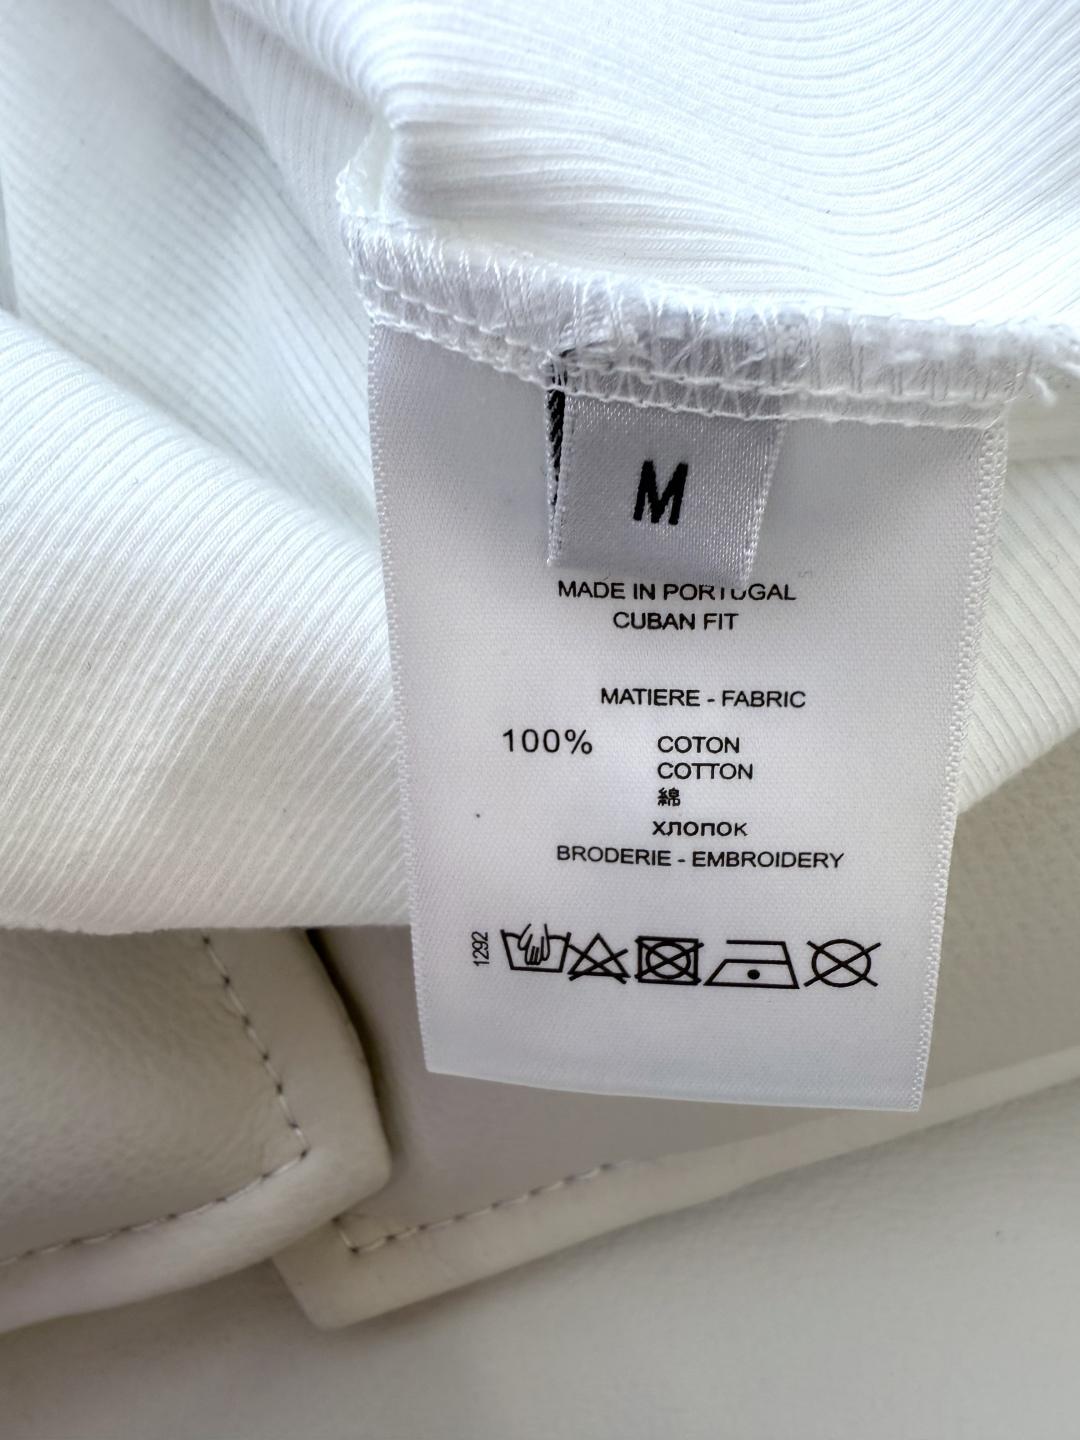 M
MADE IN PORTUGAL
CUBAN FIT
MATIERE - FABRIC
100% COTON
COTTON
綿
хлопок
BRODERIE - EMBROIDERY
1292